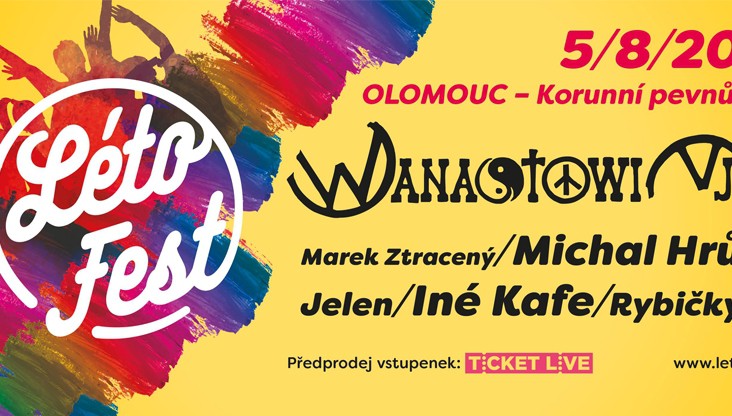 Léto
Fest
5/8/20
OLOMOUC – Korunní pevnů
WANASTOWI VJ
Marek Ztracený/Michal Hrů
Jelen/Iné Kafe/Rybičky
Předprodej vstupenek: TICKET LIVE
www.let